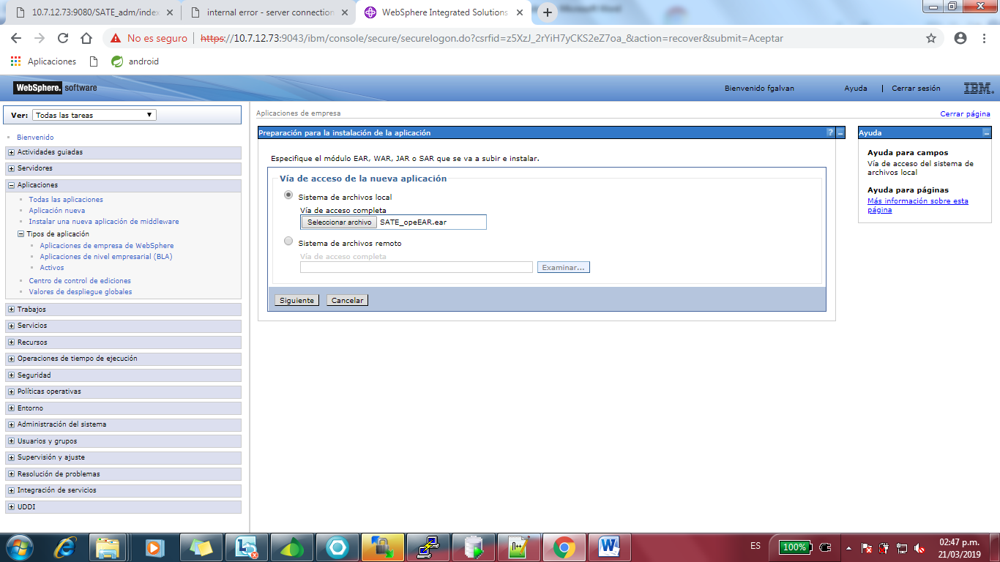 10.7.12.73:9080/SATE_adm/index
internal error - server connection
WebSphere Integrated Solutions
No es seguro
https://10.7.12.73:9043/ibm/console/secure/securelogon.do?csrfid=z5XzJ_2rYiH7yCKS2eZ7oa_&action=recover&submit=Aceptar
Aplicaciones
android
WebSphere. software
Bienvenido fgalvan
Ayuda
Cerrar sesión
IBM.
Ver: Todas las tareas
Bienvenido
Actividades guiadas
Servidores
Aplicaciones
Todas las aplicaciones
Aplicación nueva
Instalar una nueva aplicación de middleware
Tipos de aplicación
Aplicaciones de empresa de WebSphere
Aplicaciones de nivel empresarial (BLA)
Activos
Centro de control de ediciones
Valores de despliegue globales
Trabajos
Servicios
Recursos
Operaciones de tiempo de ejecución
Seguridad
Políticas operativas
Entorno
Administración del sistema
Usuarios y grupos
Supervisión y ajuste
Resolución de problemas
Integración de servicios
UDDI
Aplicaciones de empresa
Cerrar página
Preparación para la instalación de la aplicación
?
Especifique el módulo EAR, WAR, JAR o SAR que se va a subir e instalar.
Vía de acceso de la nueva aplicación
Sistema de archivos local
Vía de acceso completa
Seleccionar archivo SATE_opeEAR.ear
Sistema de archivos remoto
Vía de acceso completa
Examinar...
Siguiente
Cancelar
Ayuda
Ayuda para campos
Vía de acceso del sistema de
archivos local
Ayuda para páginas
Más información sobre esta
página
ES
100%
02:47 p.m.
21/03/2019